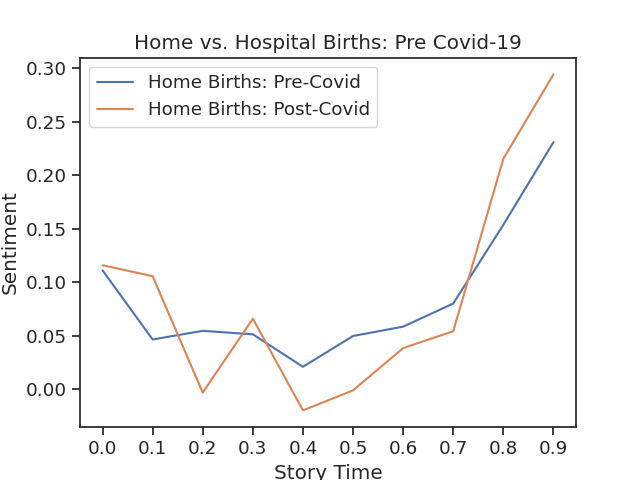 Home vs. Hospital Births: Pre Covid-19
Home Births: Pre-Covid
Home Births: Post-Covid
Sentiment
0.30
0.25
0.20
0.15
0.10
0.05
0.00
0.0 0.1 0.2 0.3 0.4 0.5 0.6 0.7 0.8 0.9
Story Time